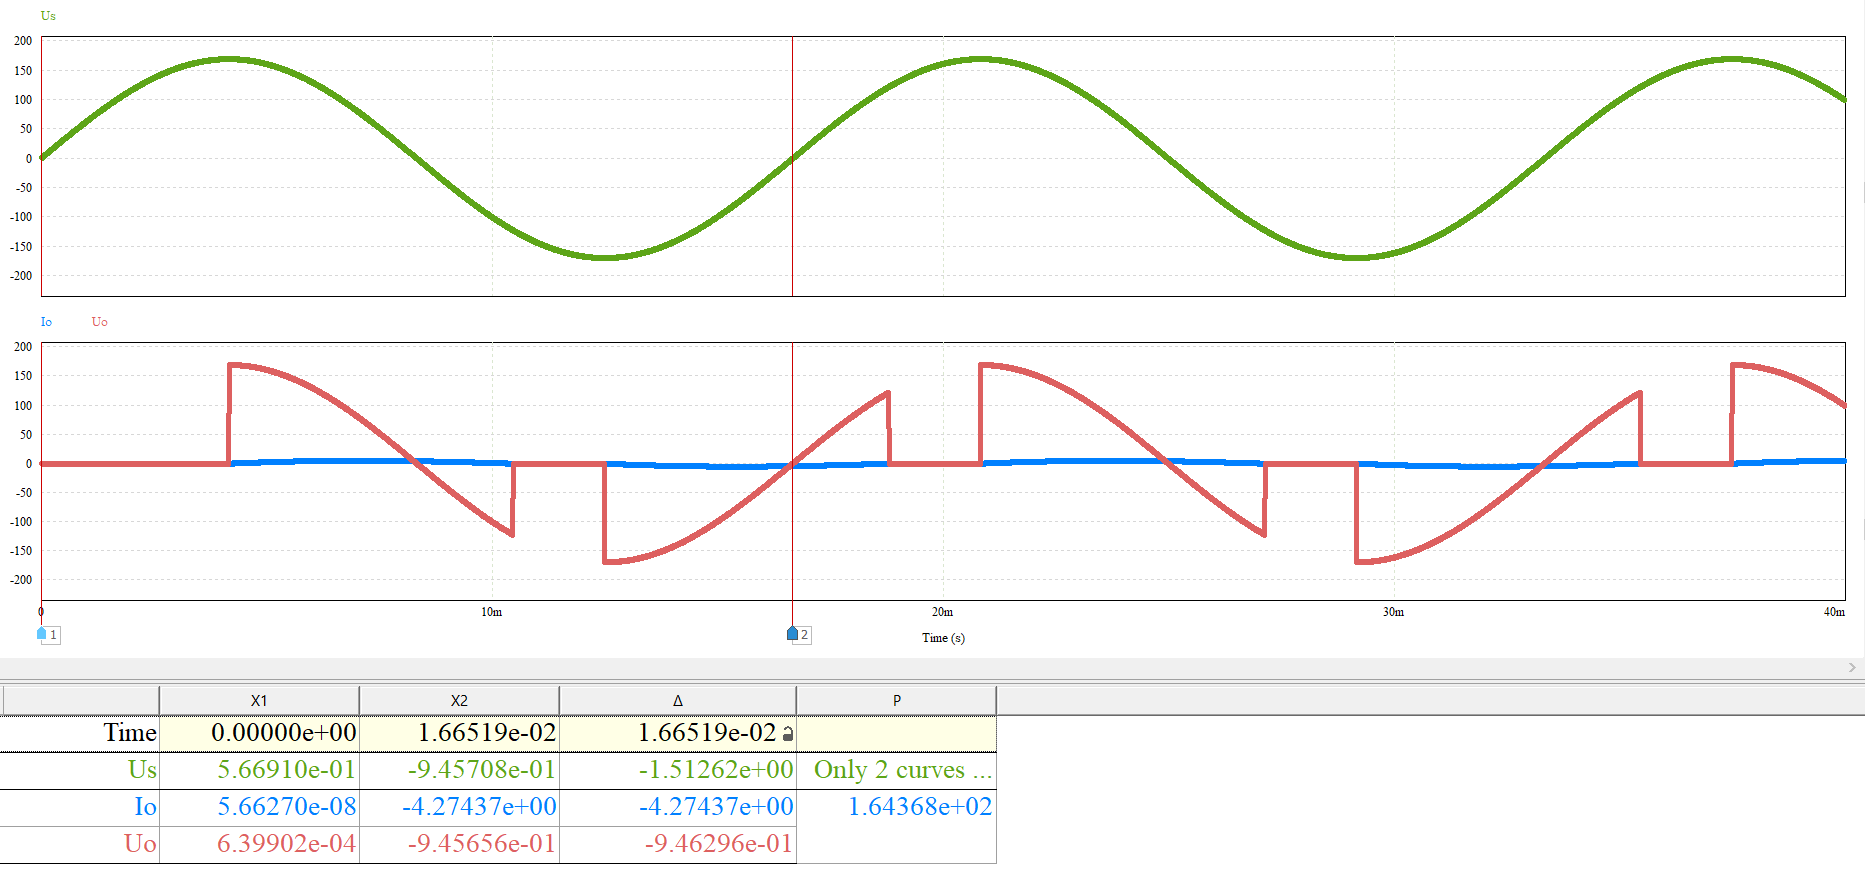 Us
200
150
100
50
0
-50
-100
-150
-200
Io Uo
200
150
100
50
0
-50
-100
-150
-200
0 10m 20m 30m 40m
1 2
Time (s)
X1 X2 Δ P
Time 0.00000e+00 1.66519e-02 1.66519e-02
Us 5.66910e-01 -9.45708e-01 -1.51262e+00 Only 2 curves ...
Io 5.66270e-08 -4.27437e+00 -4.27437e+00 1.64368e+02
Uo 6.39902e-04 -9.45656e-01 -9.46296e-01